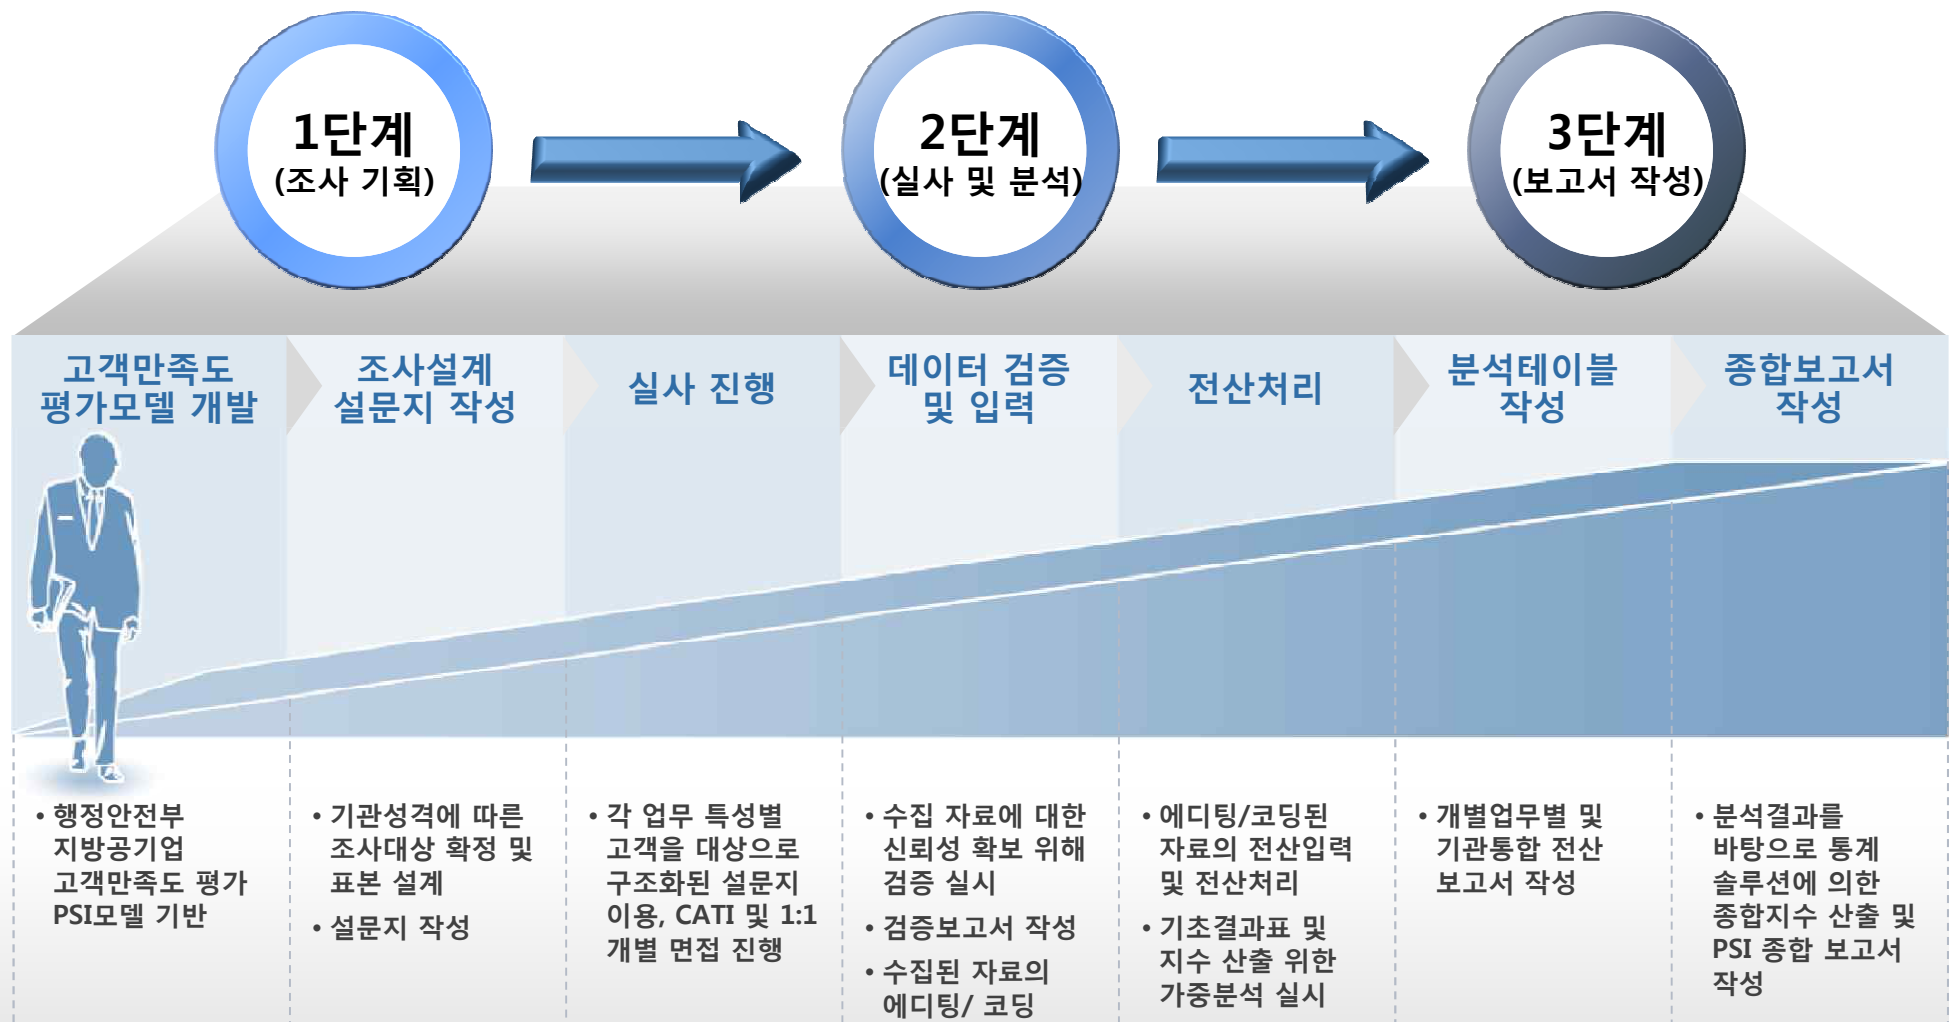 1단계
(조사 기획)
2단계
(실사 및 분석)
3단계
(보고서 작성)
고객만족도
평가모델 개발
조사설계
설문지 작성
실사 진행
데이터 검증
및 입력
전산처리
분석테이블
작성
종합보고서
작성
• 행정안전부
지방공기업
고객만족도 평가
PSI모델 기반
• 기관성격에 따른
조사대상 확정 및
표본 설계
• 설문지 작성
• 각 업무 특성별
고객을 대상으로
구조화된 설문지
이용, CATI 및 1:1
개별 면접 진행
• 수집 자료에 대한
신뢰성 확보 위해
검증 실시
• 검증보고서 작성
• 수집된 자료의
에디팅/ 코딩
• 에디팅/코딩된
자료의 전산입력
및 전산처리
• 기초결과표 및
지수 산출 위한
가중분석 실시
• 개별업무별 및
기관통합 전산
보고서 작성
• 분석결과를
바탕으로 통계
솔루션에 의한
종합지수 산출 및
PSI 종합 보고서
작성